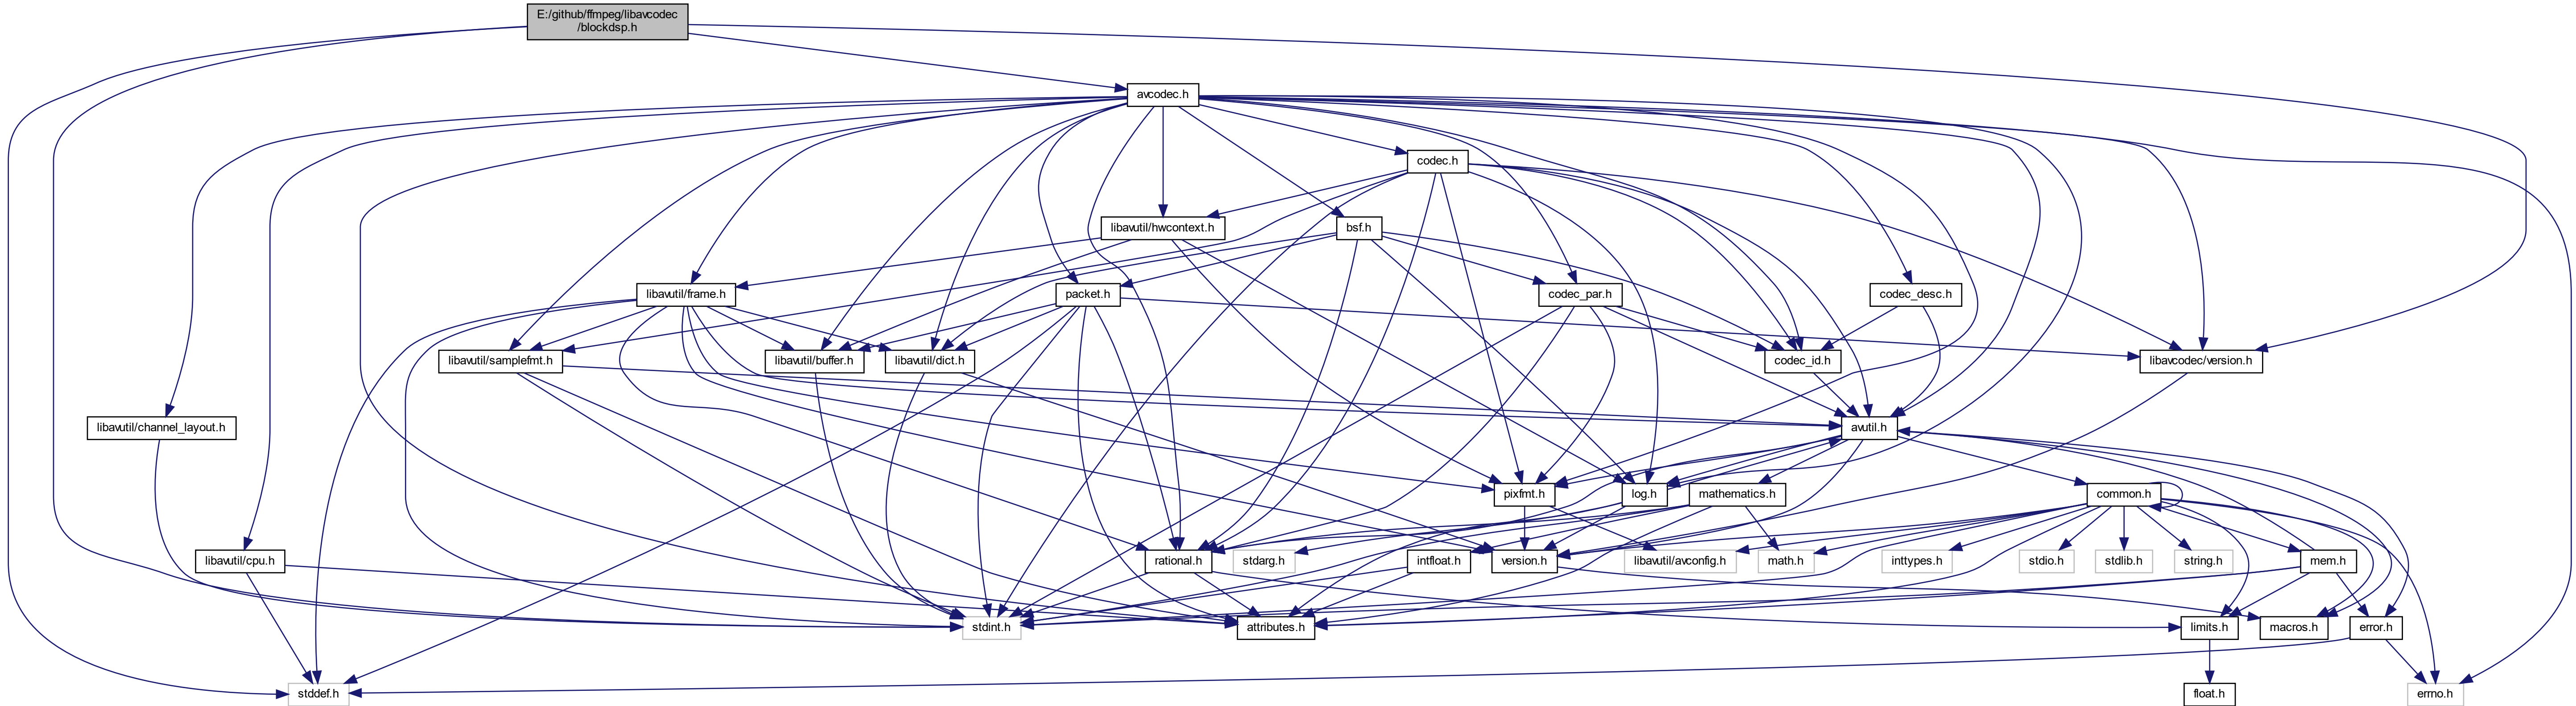 E:/github/ffmpeg/libavcodec
/blockdsp.h
avcodec.h
codec.h
libavutil/hwcontext.h
bsf.h
libavutil/frame.h
packet.h
codec_par.h
codec_desc.h
libavutil/samplefmt.h
libavutil/buffer.h
libavutil/dict.h
codec_id.h
libavcodec/version.h
libavutil/channel_layout.h
avutil.h
pixfmt.h
log.h
mathematics.h
common.h
libavutil/cpu.h
rational.h
stdarg.h
intfloat.h
version.h
libavutil/avconfig.h
math.h
inttypes.h
stdio.h
stdlib.h
string.h
mem.h
stdint.h
attributes.h
limits.h
macros.h
error.h
stddef.h
float.h
errno.h